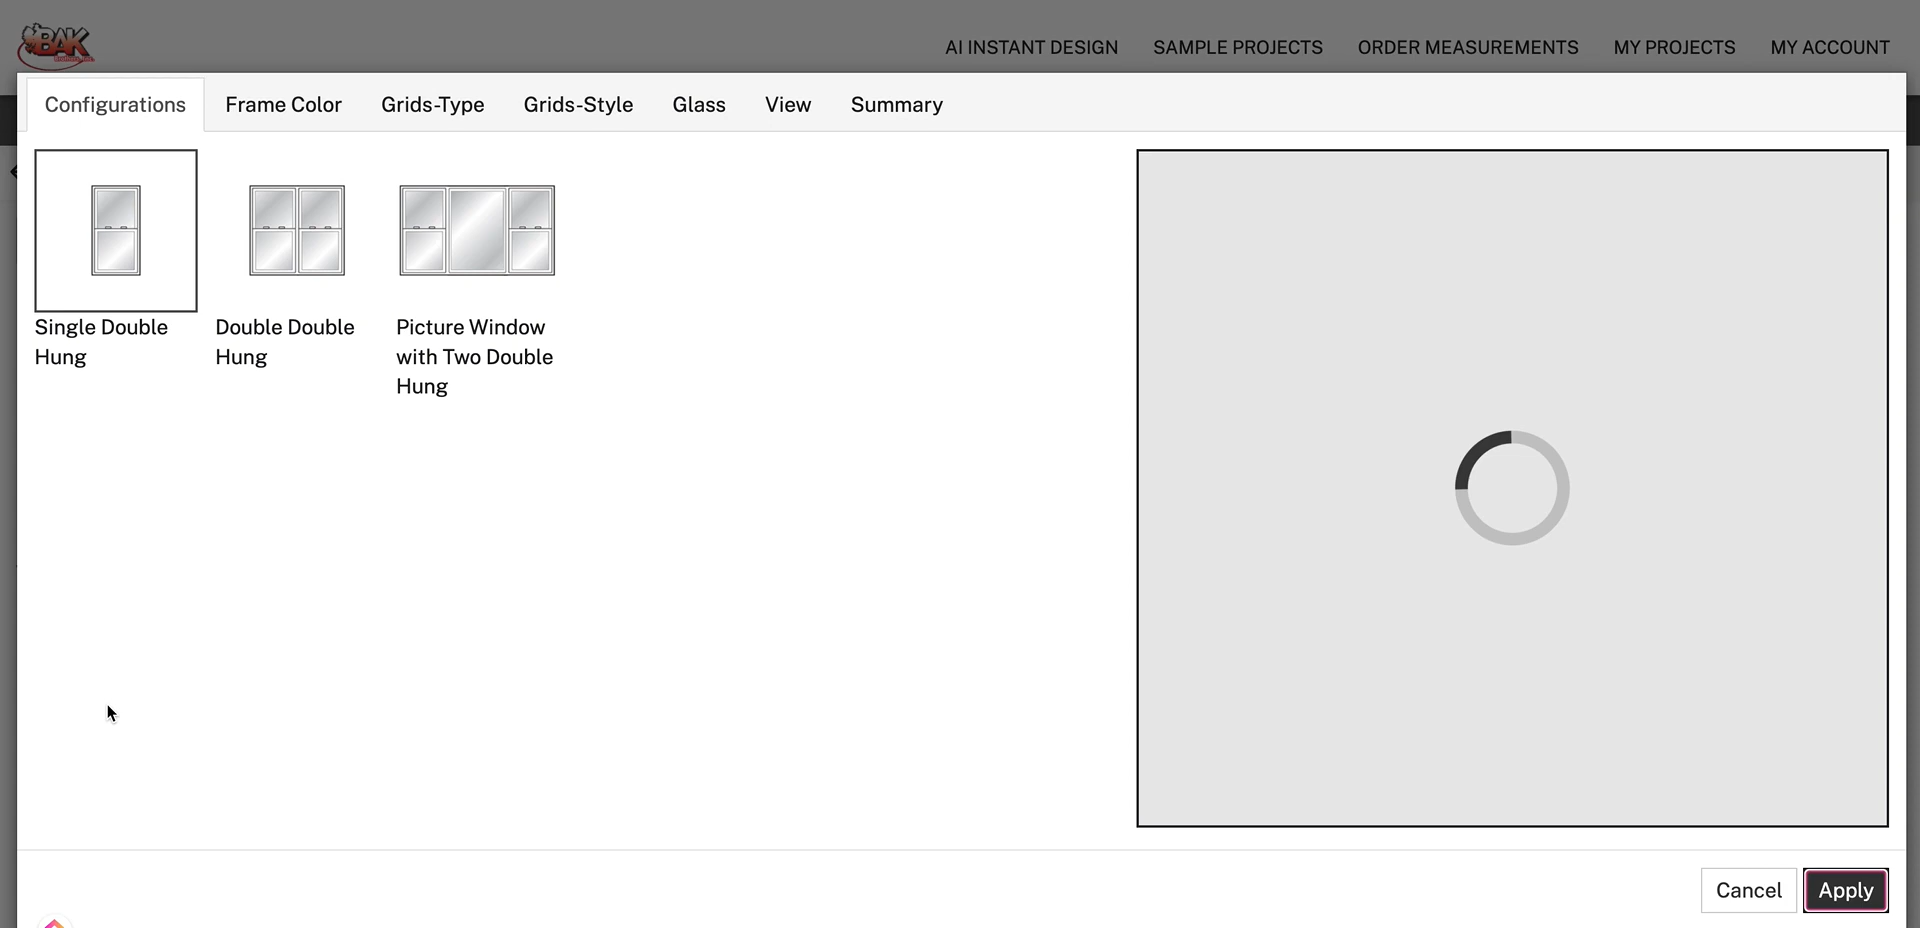 BAK
AI INSTANT DESIGN SAMPLE PROJECTS ORDER MEASUREMENTS MY PROJECTS MY ACCOUNT
Configurations Frame Color Grids-Type Grids-Style Glass View Summary
Single Double
Hung
Double Double
Hung
Picture Window
with Two Double
Hung
Cancel Apply